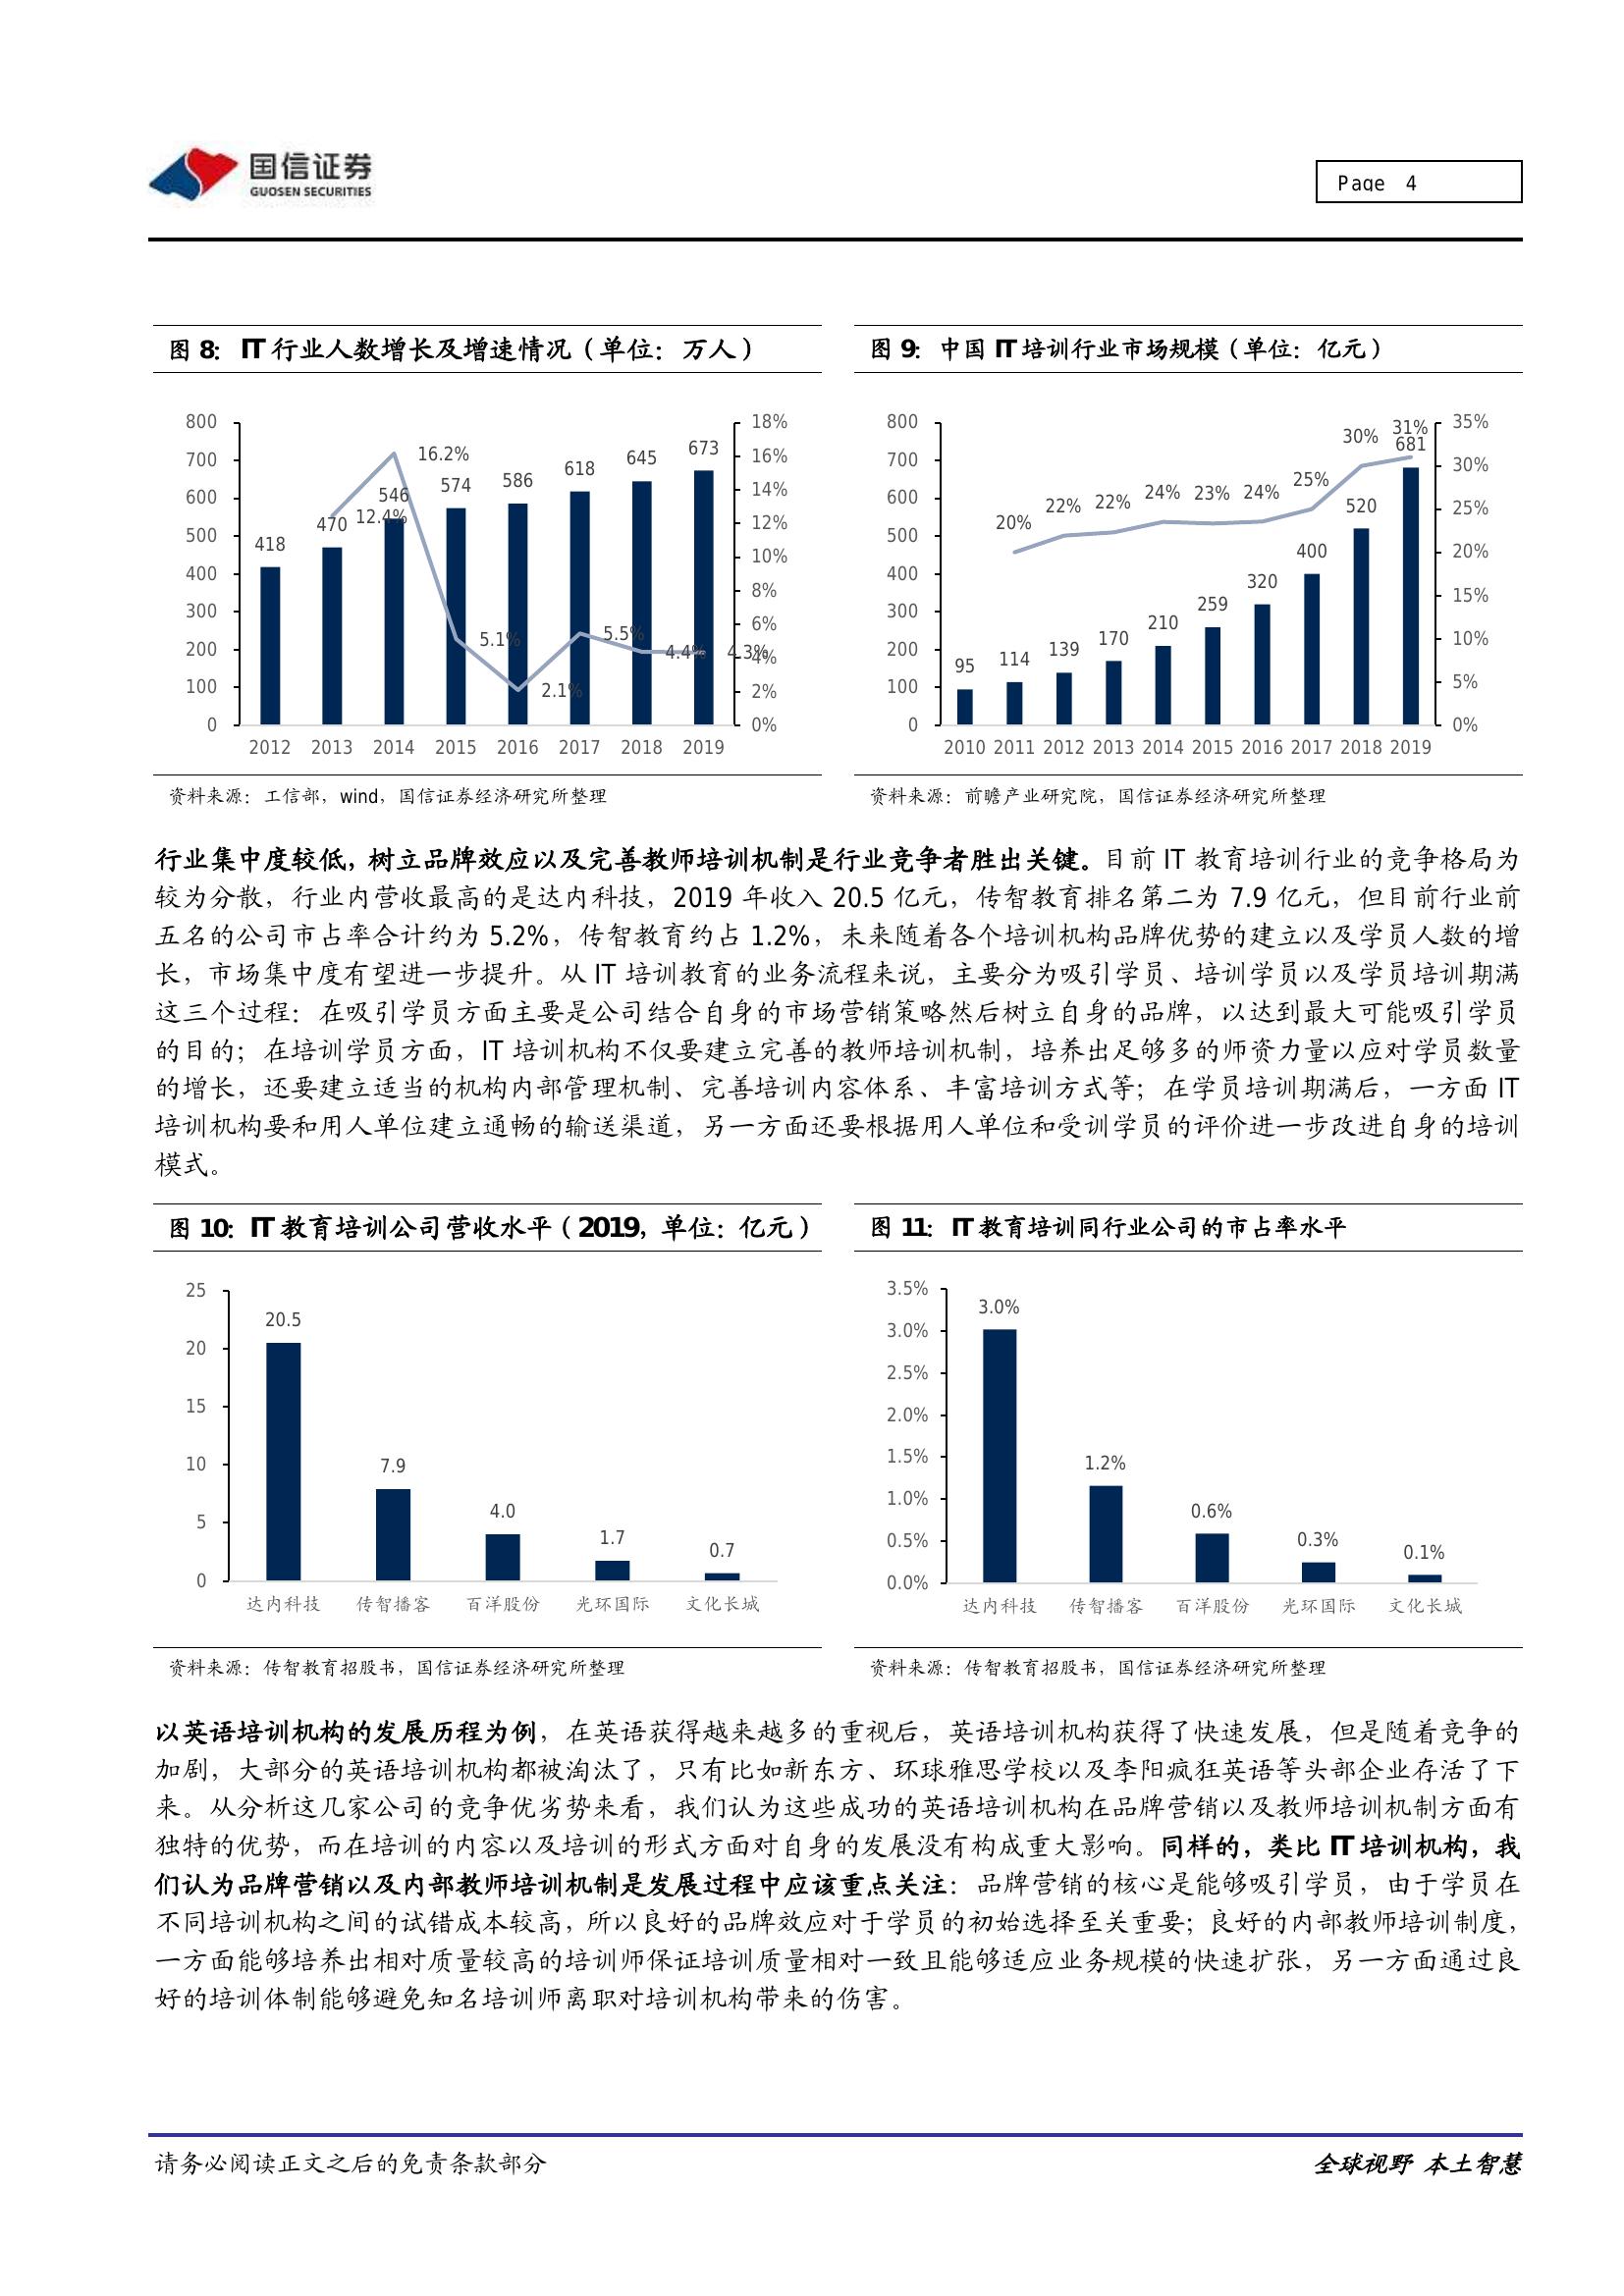 国信证券
GUOSEN SECURITIES
Page 4
图 8：IT 行业人数增长及增速情况（单位：万人）
800
700
600
500
400
300
200
100
0
18%
16%
14%
12%
10%
8%
6%
4%
2%
0%
418
470
546
574
586
618
645
673
12.4%
16.2%
5.1%
2.1%
5.5%
4.4%
4.3%
2012 2013 2014 2015 2016 2017 2018 2019
资料来源：工信部，wind，国信证券经济研究所整理
图 9：中国 IT 培训行业市场规模（单位：亿元）
800
700
600
500
400
300
200
100
0
35%
30%
25%
20%
15%
10%
5%
0%
95
114
139
170
210
259
320
400
520
681
20%
22%
22%
24%
23%
24%
25%
30%
31%
2010 2011 2012 2013 2014 2015 2016 2017 2018 2019
资料来源：前瞻产业研究院，国信证券经济研究所整理
行业集中度较低，树立品牌效应以及完善教师培训机制是行业竞争者胜出关键。目前 IT 教育培训行业的竞争格局为
较为分散，行业内营收最高的是达内科技，2019 年收入 20.5 亿元，传智教育排名第二为 7.9 亿元，但目前行业前
五名的公司市占率合计约为 5.2%，传智教育约占 1.2%，未来随着各个培训机构品牌优势的建立以及学员人数的增
长，市场集中度有望进一步提升。从 IT 培训教育的业务流程来说，主要分为吸引学员、培训学员以及学员培训期满
这三个过程：在吸引学员方面主要是公司结合自身的市场营销策略然后树立自身的品牌，以达到最大可能吸引学员
的目的；在培训学员方面，IT 培训机构不仅要建立完善的教师培训机制，培养出足够多的师资力量以应对学员数量
的增长，还要建立适当的机构内部管理机制、完善培训内容体系、丰富培训方式等；在学员培训期满后，一方面 IT
培训机构要和用人单位建立通畅的输送渠道，另一方面还要根据用人单位和受训学员的评价进一步改进自身的培训
模式。
图 10：IT 教育培训公司营收水平（2019，单位：亿元）
25
20
15
10
5
0
20.5
7.9
4.0
1.7
0.7
达内科技 传智播客 百洋股份 光环国际 文化长城
资料来源：传智教育招股书，国信证券经济研究所整理
图 11：IT 教育培训同行业公司的市占率水平
3.5%
3.0%
2.5%
2.0%
1.5%
1.0%
0.5%
0.0%
3.0%
1.2%
0.6%
0.3%
0.1%
达内科技 传智播客 百洋股份 光环国际 文化长城
资料来源：传智教育招股书，国信证券经济研究所整理
以英语培训机构的发展历程为例，在英语获得越来越多的重视后，英语培训机构获得了快速发展，但是随着竞争的
加剧，大部分的英语培训机构都被淘汰了，只有比如新东方、环球雅思学校以及李阳疯狂英语等头部企业存活了下
来。从分析这几家公司的竞争优劣势来看，我们认为这些成功的英语培训机构在品牌营销以及教师培训机制方面有
独特的优势，而在培训的内容以及培训的形式方面对自身的发展没有构成重大影响。同样的，类比 IT 培训机构，我
们认为品牌营销以及内部教师培训机制是发展过程中应该重点关注：品牌营销的核心是能够吸引学员，由于学员在
不同培训机构之间的试错成本较高，所以良好的品牌效应对于学员的初始选择至关重要；良好的内部教师培训制度，
一方面能够培养出相对质量较高的培训师保证培训质量相对一致且能够适应业务规模的快速扩张，另一方面通过良
好的培训体制能够避免知名培训师离职对培训机构带来的伤害。
请务必阅读正文之后的免责条款部分
全球视野 本土智慧